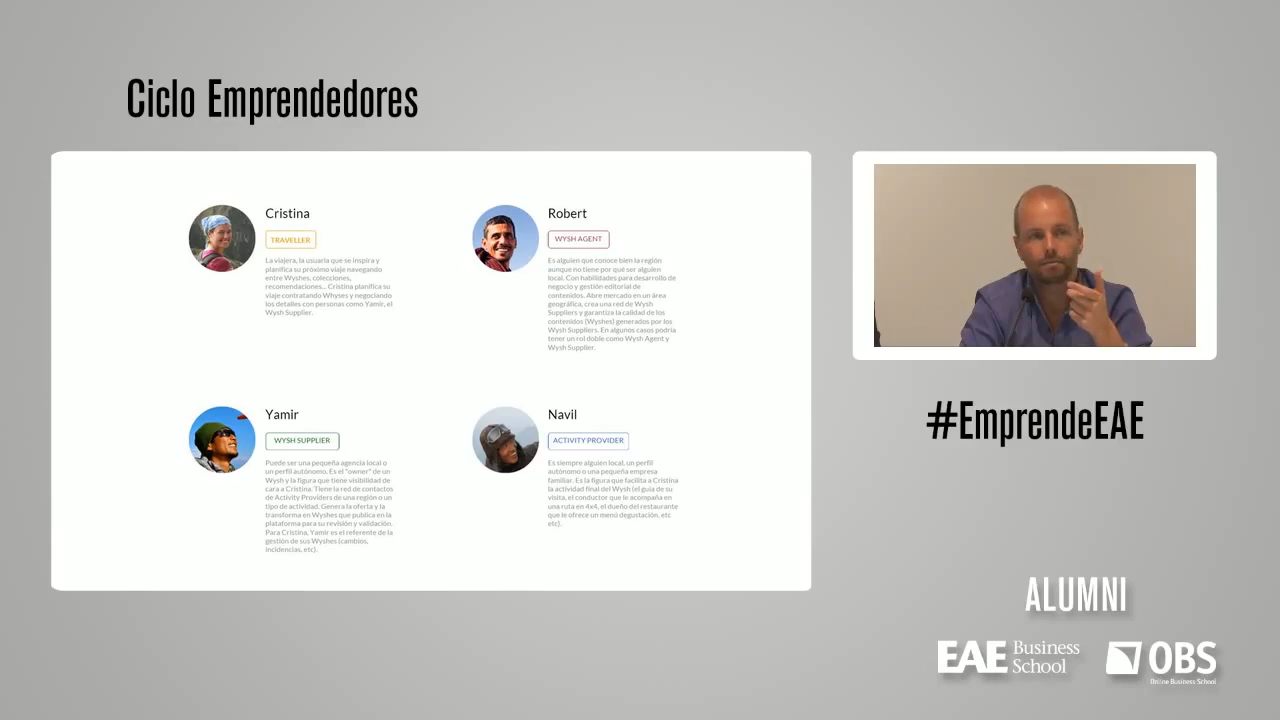 Ciclo Emprendedores
Cristina
TRAVELLER
La viajera, la usuaria que se inspira y
planifica su próximo viaje navegando
entre Wyshes, colecciones,
recomendaciones... Cristina planifica su
viaje contratando Whyses y negociando
los detalles con personas como Yamir, el
Wysh Supplier.
Robert
WYSH AGENT
Es alguien que conoce bien la región
aunque no tiene por qué ser alguien
local. Con habilidades para desarrollo de
negocio y gestión editorial de
contenidos. Abre mercado en un área
geográfica, crea una red de Wysh
Suppliers y garantiza la calidad de los
contenidos (Wyshes) generados por los
Wysh Suppliers. En algunos casos podría
tener un rol doble como Wysh Agent y
Wysh Supplier.
Yamir
WYSH SUPPLIER
Puede ser una pequeña agencia local o
un perfil autónomo. Es el "owner" de un
Wysh y la figura que tiene visibilidad de
cara a Cristina. Tiene la red de contactos
de Activity Providers de una región o un
tipo de actividad. Genera la oferta y la
transforma en Wyshes que publica en la
plataforma para su revisión y validación.
Para Cristina, Yamir es el referente de la
gestión de sus Wyshes (cambios,
incidencias, etc).
Navil
ACTIVITY PROVIDER
Es siempre alguien local, un perfil
autónomo o una pequeña empresa
familiar. Es la figura que facilita a Cristina
la actividad final del Wysh (el guía de su
visita, el conductor que le acompaña en
una ruta en 4x4, el dueño del restaurante
que le ofrece un menú degustación, etc
etc).
#EmprendeEAE
ALUMNI
EAE Business School
OBS
Online Business School